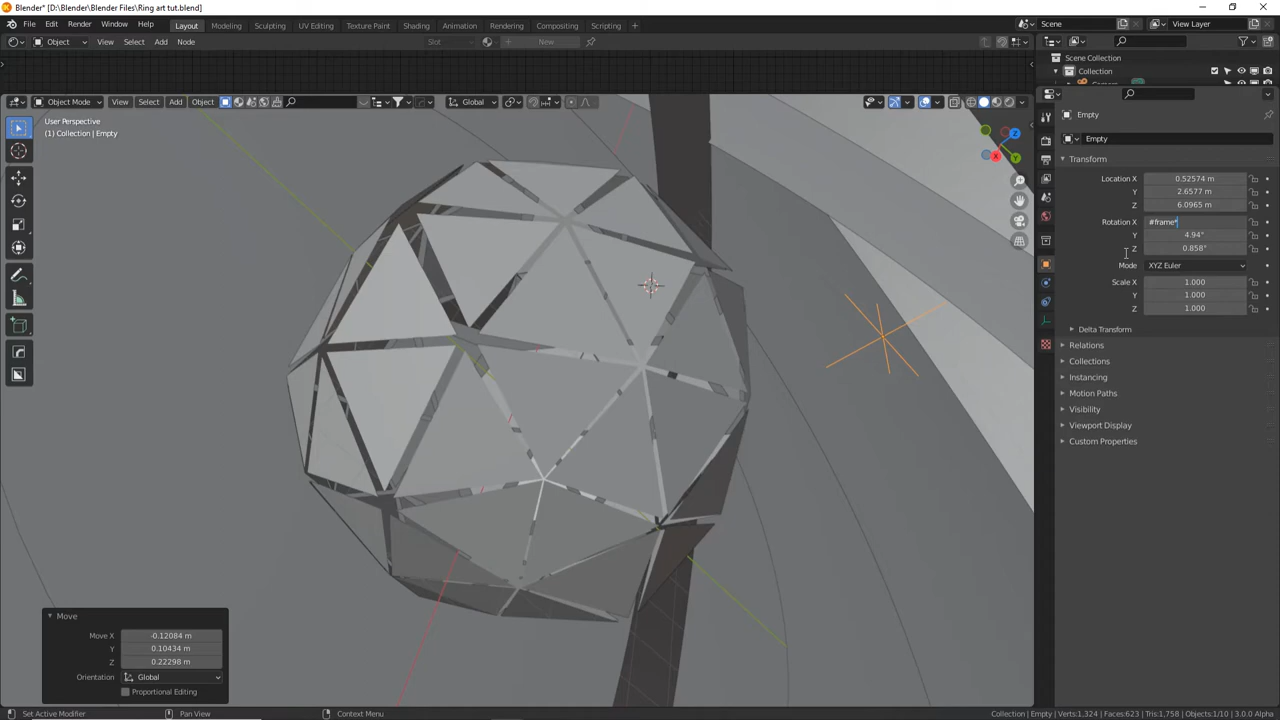 Blender* [D:\Blender\Blender Files\Ring art tut.blend]
File Edit Render Window Help Layout Modeling Sculpting UV Editing Texture Paint Shading Animation Rendering Compositing Scripting + Scene View Layer
Object View Select Add Node Slot New
Scene Collection
Collection
Object Mode View Select Add Object Global
User Perspective
(1) Collection | Empty
X Y Z
Empty
Empty
Transform
Location X 0.52574 m
Y 2.6577 m
Z 6.0965 m
Rotation X #frame*
Y 4.94°
Z 0.858°
Mode XYZ Euler
Scale X 1.000
Y 1.000
Z 1.000
Delta Transform
Relations
Collections
Instancing
Motion Paths
Visibility
Viewport Display
Custom Properties
Move
Move X -0.12084 m
Y 0.10434 m
Z 0.22298 m
Orientation Global
Proportional Editing
Set Active Modifier Pan View Context Menu Collection | Empty Verts:1,324 | Faces:623 | Tris:1,758 | Objects:1/10 | 3.0.0 Alpha